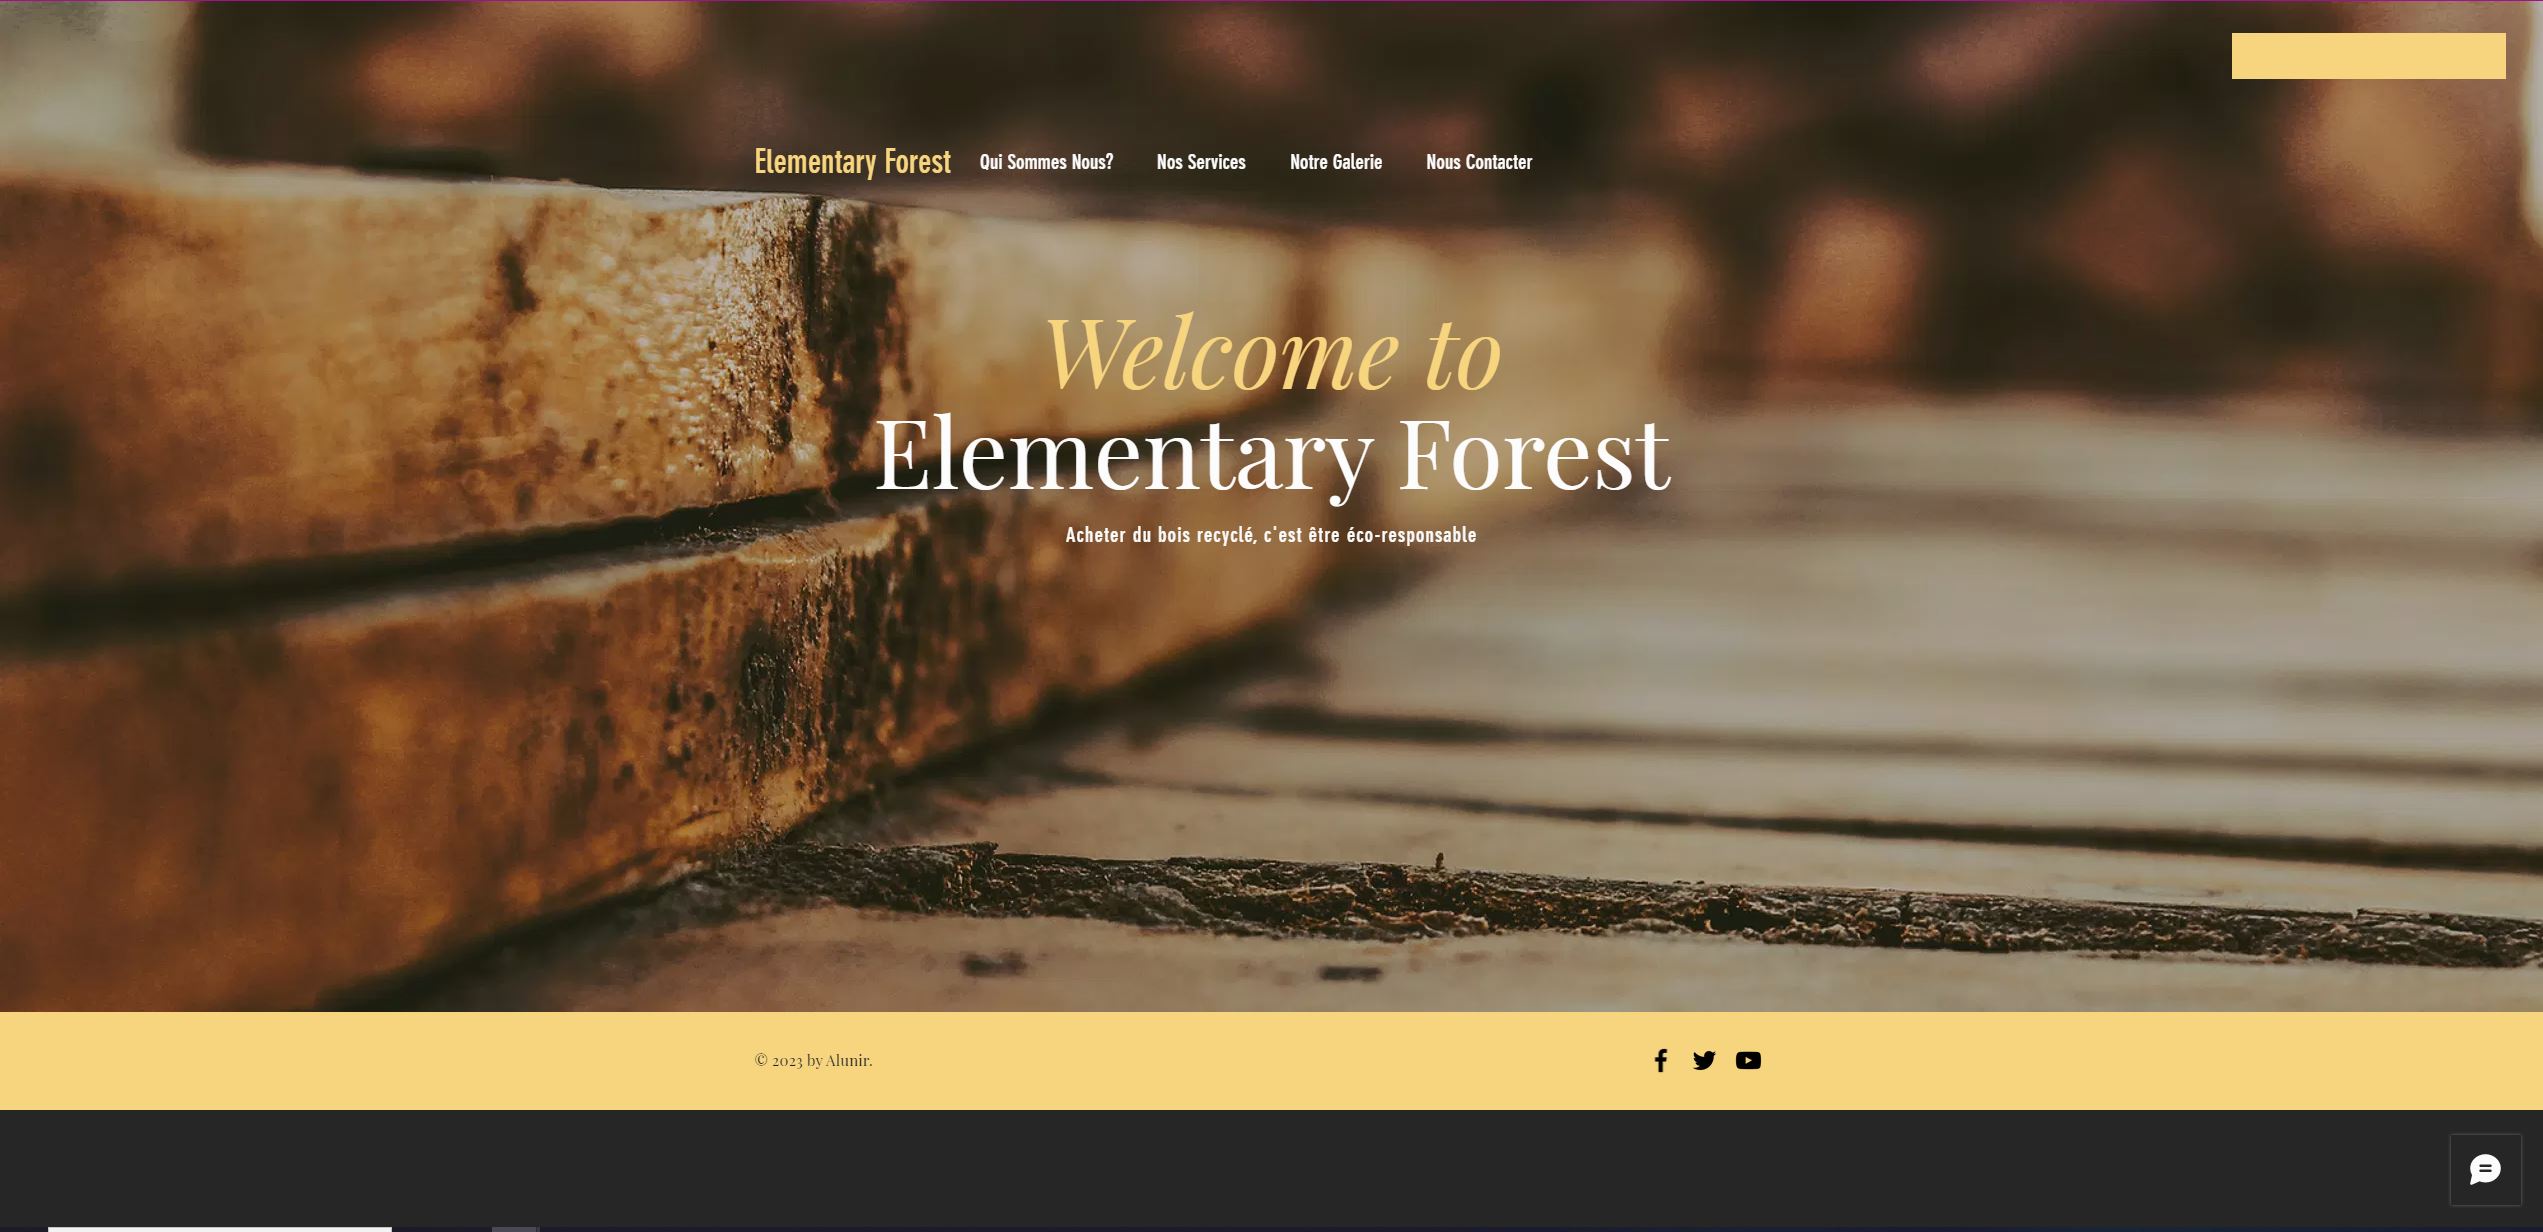 Elementary Forest
Qui Sommes Nous?
Nos Services
Notre Galerie
Nous Contacter
Welcome to
Elementary Forest
Acheter du bois recyclé, c'est être éco-responsable
© 2023 by Alunir.